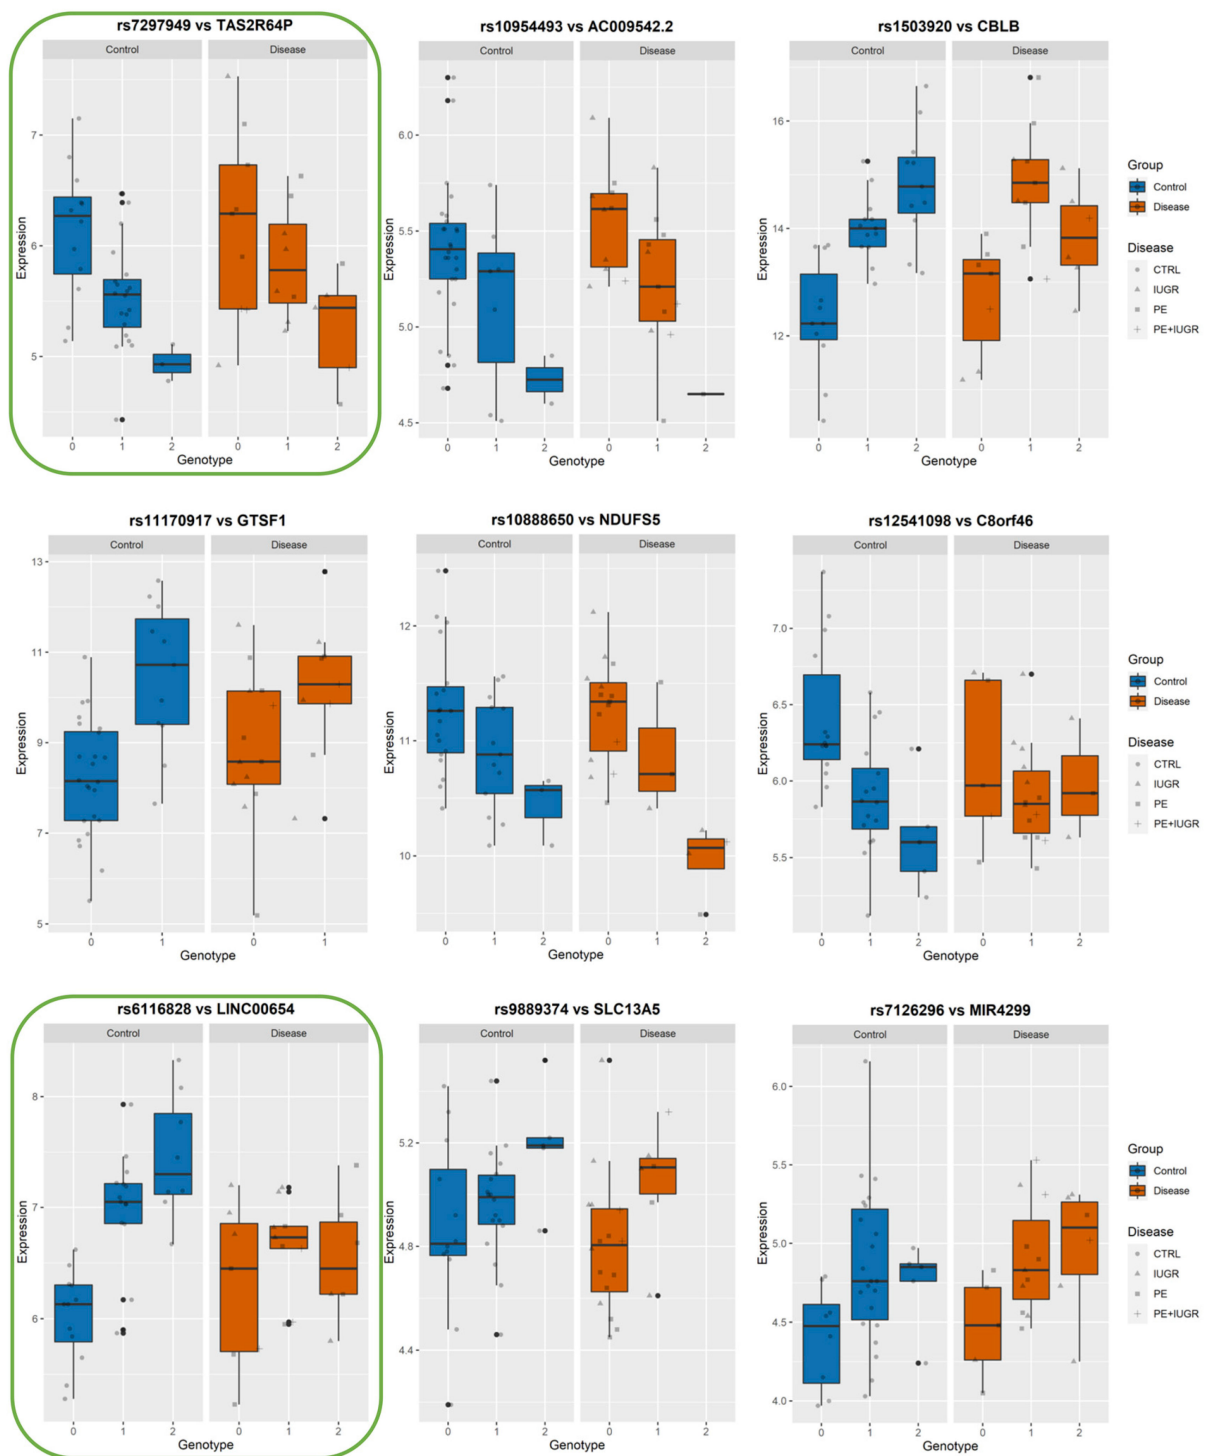 rs7297949 vs TAS2R64P
Control
Disease
Expression
7
6
5
0
1
2
0
1
2
Genotype
rs10954493 vs AC009542.2
Control
Disease
Expression
6.0
5.5
5.0
4.5
0
1
2
0
1
2
Genotype
rs1503920 vs CBLB
Control
Disease
Expression
16
14
12
0
1
2
0
1
2
Genotype
Group
Control
Disease
Disease
CTRL
IUGR
PE
PE+IUGR
rs11170917 vs GTSF1
Control
Disease
Expression
13
11
9
7
5
0
1
0
1
Genotype
rs10888650 vs NDUFS5
Control
Disease
Expression
12
11
10
0
1
2
0
1
2
Genotype
rs12541098 vs C8orf46
Control
Disease
Expression
7.0
6.5
6.0
5.5
0
1
2
0
1
2
Genotype
Group
Control
Disease
Disease
CTRL
IUGR
PE
PE+IUGR
rs6116828 vs LINC00654
Control
Disease
Expression
8
7
6
0
1
2
0
1
2
Genotype
rs9889374 vs SLC13A5
Control
Disease
Expression
5.2
4.8
4.4
0
1
2
0
1
2
Genotype
rs7126296 vs MIR4299
Control
Disease
Expression
6.0
5.5
5.0
4.5
4.0
0
1
2
0
1
2
Genotype
Group
Control
Disease
Disease
CTRL
IUGR
PE
PE+IUGR